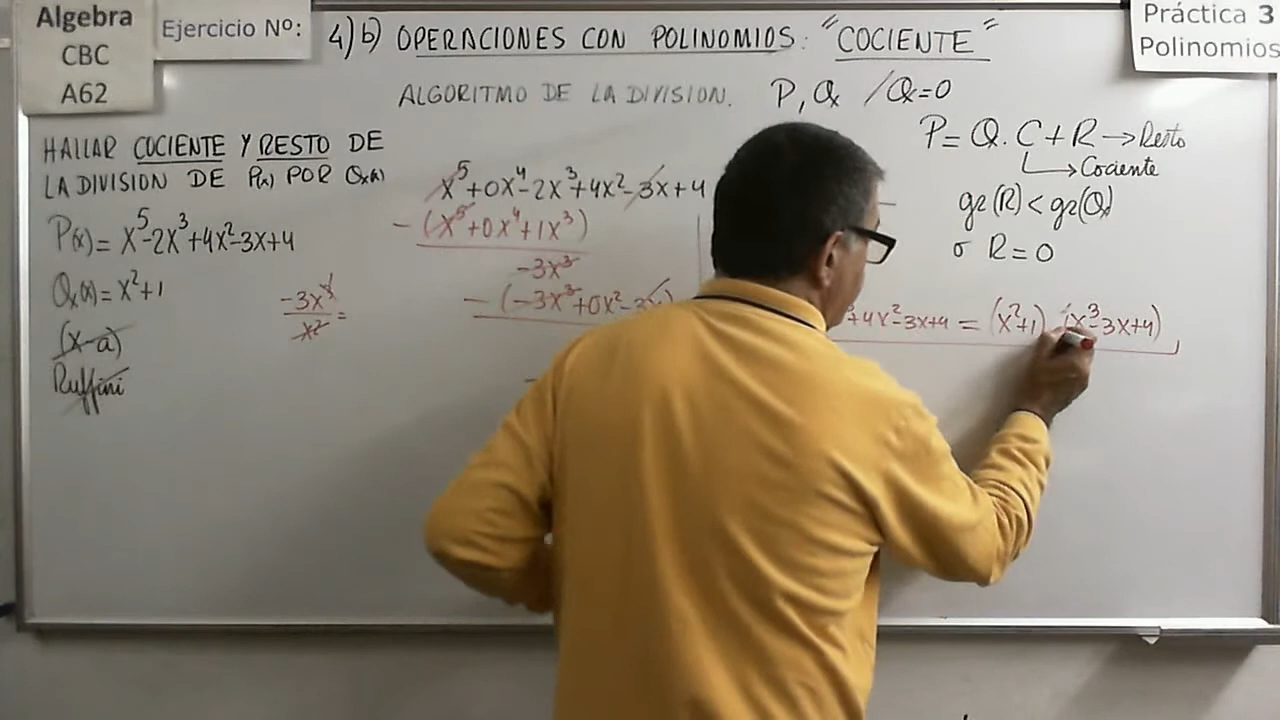 Algebra
CBC
A62
Ejercicio Nº:
4)b) OPERACIONES CON POLINOMIOS: "COCIENTE"
Práctica 3
Polinomios
ALGORITMO DE LA DIVISION. P, Q / Q=0
HALLAR COCIENTE Y RESTO DE
LA DIVISION DE P(x) POR Q(x)
P(x)= X⁵-2X³+4X²-3X+4
Q(x)= X²+1
(x-a)
Ruffini
-3X³
X² =
X⁵+0X⁴-2X³+4X²-3X+4
-(X⁵+0X⁴+1X³)
-3X³
-(-3X³+0X²-3X)
P= Q.C+R → Resto
→ Cociente
gr(R)<gr(Q)
o R=0
+4X²-3X+4 = (X²+1).(X³-3X+4)